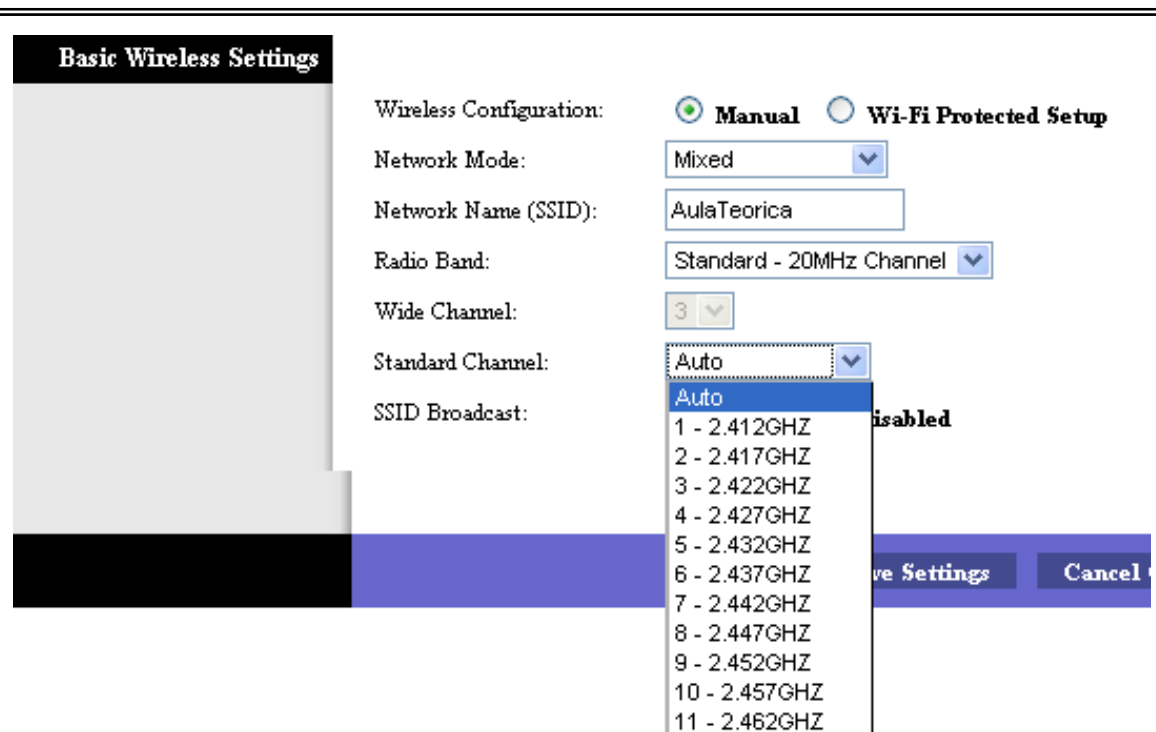 Basic Wireless Settings
Wireless Configuration: Manual Wi-Fi Protected Setup
Network Mode: Mixed
Network Name (SSID): AulaTeorica
Radio Band: Standard - 20MHz Channel
Wide Channel: 3
Standard Channel: Auto
Auto
SSID Broadcast: isabled
1 - 2.412GHZ
2 - 2.417GHZ
3 - 2.422GHZ
4 - 2.427GHZ
5 - 2.432GHZ
6 - 2.437GHZ
ve Settings Cancel
7 - 2.442GHZ
8 - 2.447GHZ
9 - 2.452GHZ
10 - 2.457GHZ
11 - 2.462GHZ